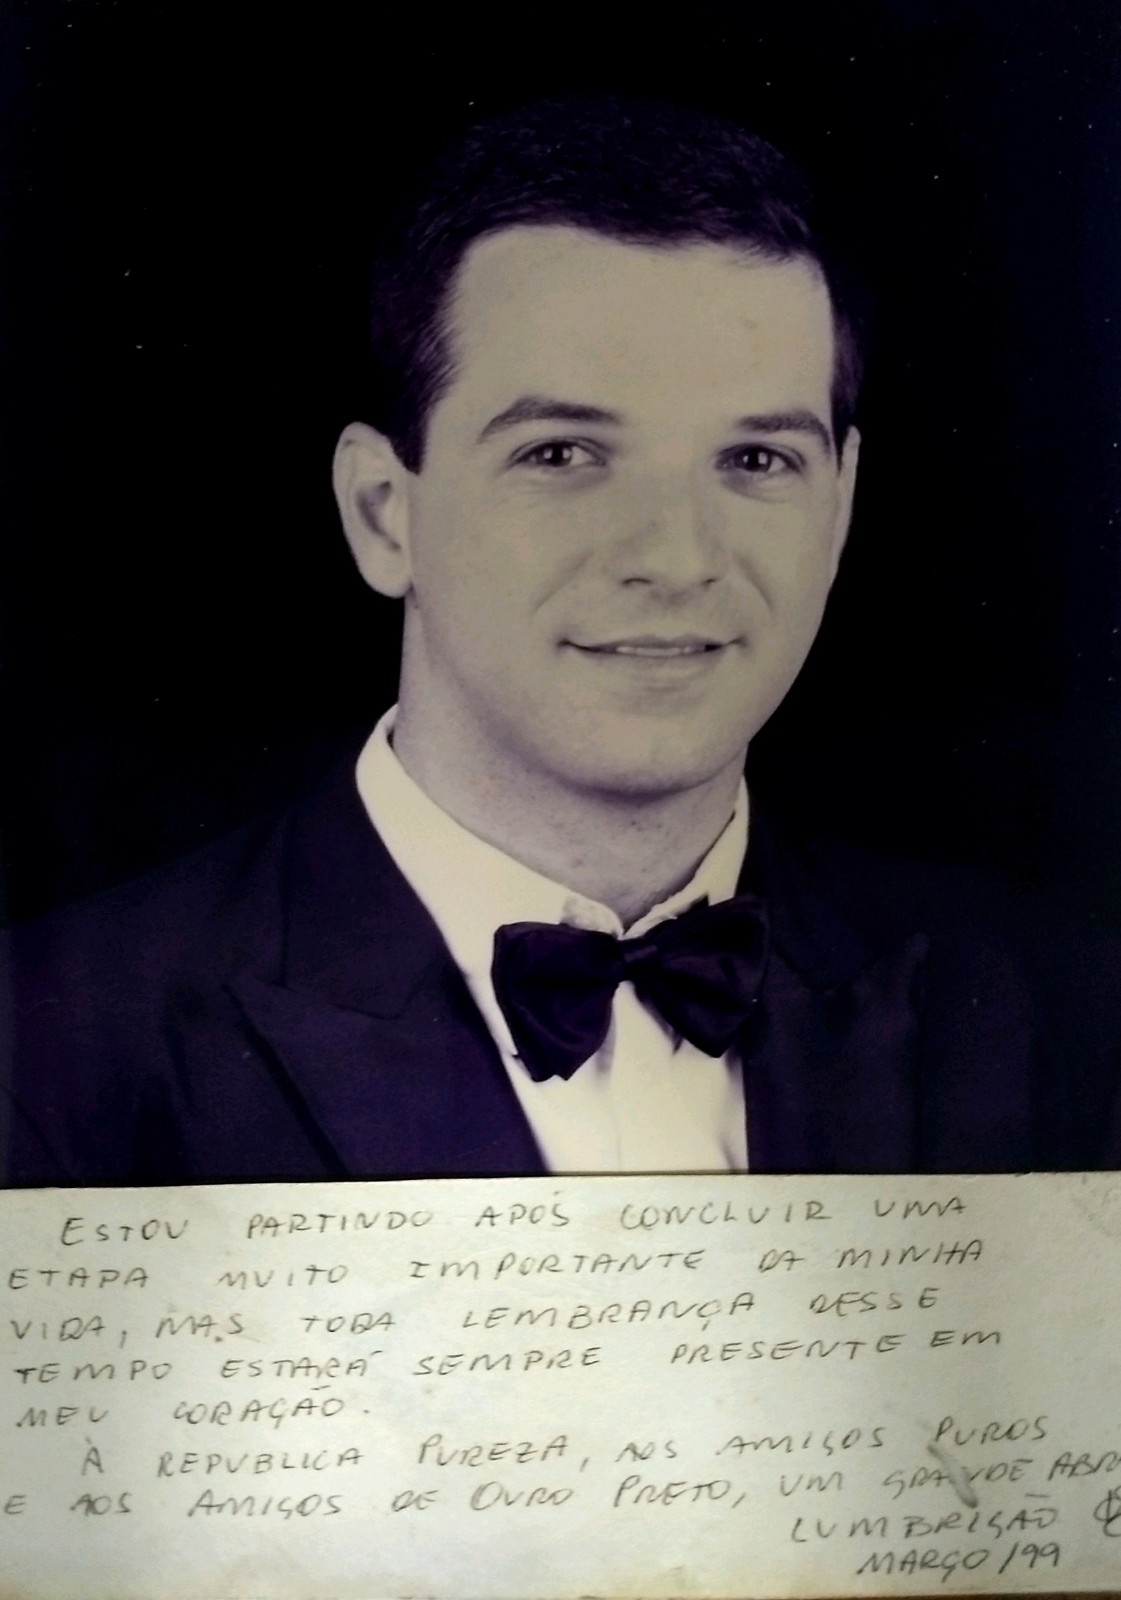 ESTOU PARTINDO APÓS CONCLUIR UMA
ETAPA MUITO IMPORTANTE DA MINHA
VIDA, MAS TODA LEMBRANÇA DESSE
TEMPO ESTARÁ SEMPRE PRESENTE EM
MEU CORAÇÃO.
À REPUBLICA PUREZA, AOS AMIGOS PUROS
E AOS AMIGOS DE OURO PRETO, UM GRANDE ABR
LUMBRIGÃO
MARÇO/99